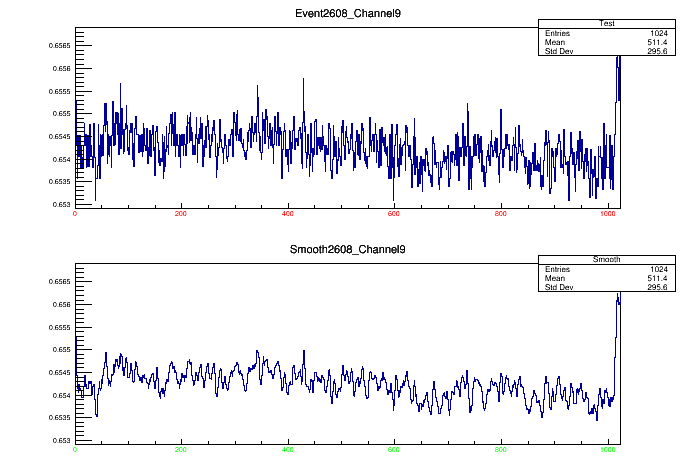 Event2608_Channel9
Test
Entries 1024
Mean 511.4
Std Dev 295.6
0.6565
0.656
0.6555
0.655
0.6545
0.654
0.6535
0.653
0 200 400 600 800 1000
Smooth2608_Channel9
Smooth
Entries 1024
Mean 511.4
Std Dev 295.6
0.6565
0.656
0.6555
0.655
0.6545
0.654
0.6535
0.653
0 200 400 600 800 1000